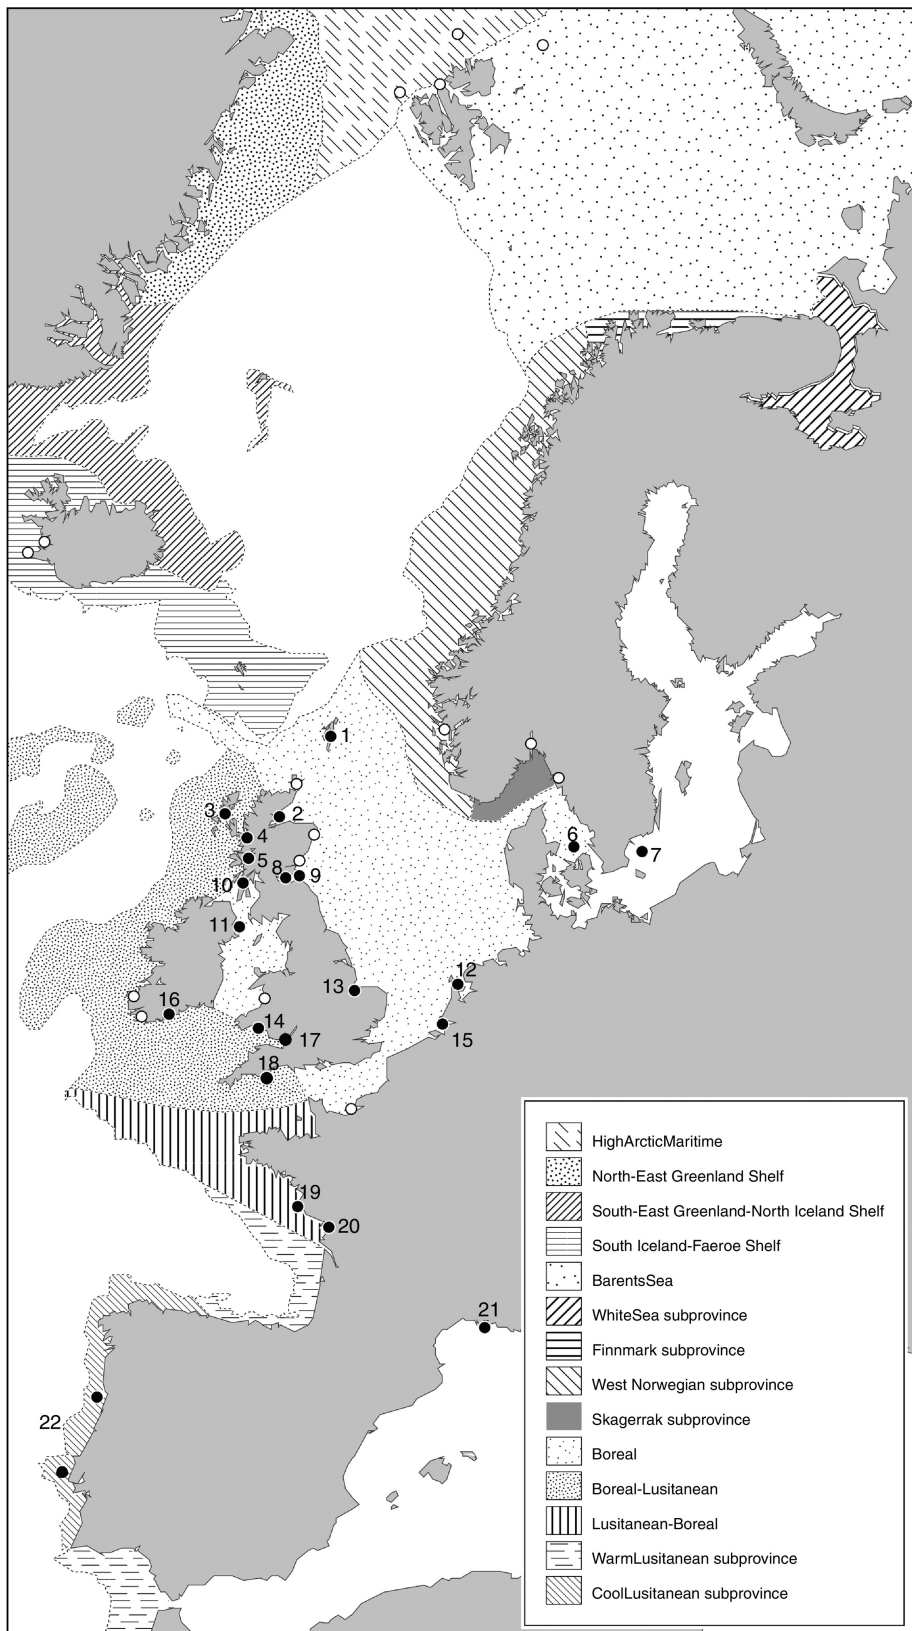 1
2
3
4
5
6
7
8
9
10
11
12
13
14
15
16
17
18
19
20
21
22
HighArcticMaritime
North-East Greenland Shelf
South-East Greenland-North Iceland Shelf
South Iceland-Faeroe Shelf
BarentsSea
WhiteSea subprovince
Finnmark subprovince
West Norwegian subprovince
Skagerrak subprovince
Boreal
Boreal-Lusitanean
Lusitanean-Boreal
WarmLusitanean subprovince
CoolLusitanean subprovince